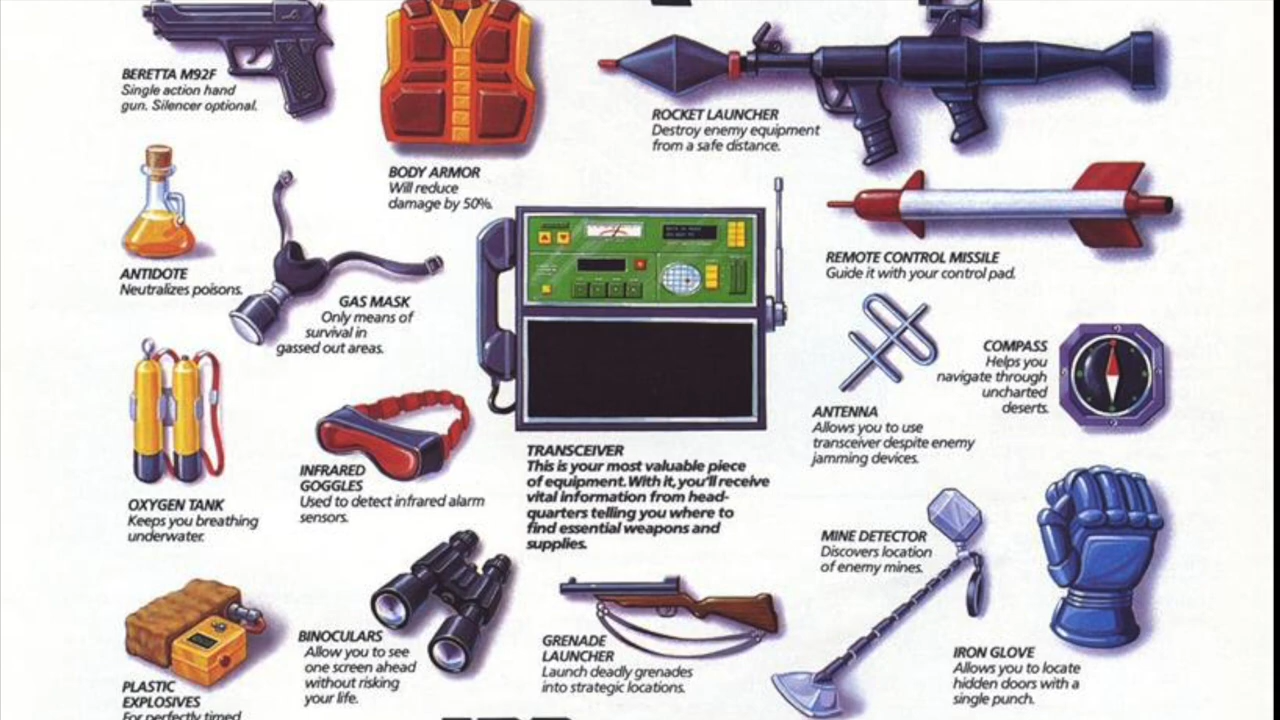 BERETTA M92F
Single action hand
gun. Silencer optional.
BODY ARMOR
Will reduce
damage by 50%.
ROCKET LAUNCHER
Destroy enemy equipment
from a safe distance.
ANTIDOTE
Neutralizes poisons.
GAS MASK
Only means of
survival in
gassed out areas.
REMOTE CONTROL MISSILE
Guide it with your control pad.
COMPASS
Helps you
navigate through
uncharted
deserts.
ANTENNA
Allows you to use
transceiver despite enemy
jamming devices.
OXYGEN TANK
Keeps you breathing
underwater.
INFRARED
GOGGLES
Used to detect infrared alarm
sensors.
TRANSCEIVER
This is your most valuable piece
of equipment. With it, you'll receive
vital information from head-
quarters telling you where to
find essential weapons and
supplies.
MINE DETECTOR
Discovers location
of enemy mines.
PLASTIC
EXPLOSIVES
For perfectly timed
BINOCULARS
Allow you to see
one screen ahead
without risking
your life.
GRENADE
LAUNCHER
Launch deadly grenades
into strategic locations.
IRON GLOVE
Allows you to locate
hidden doors with a
single punch.